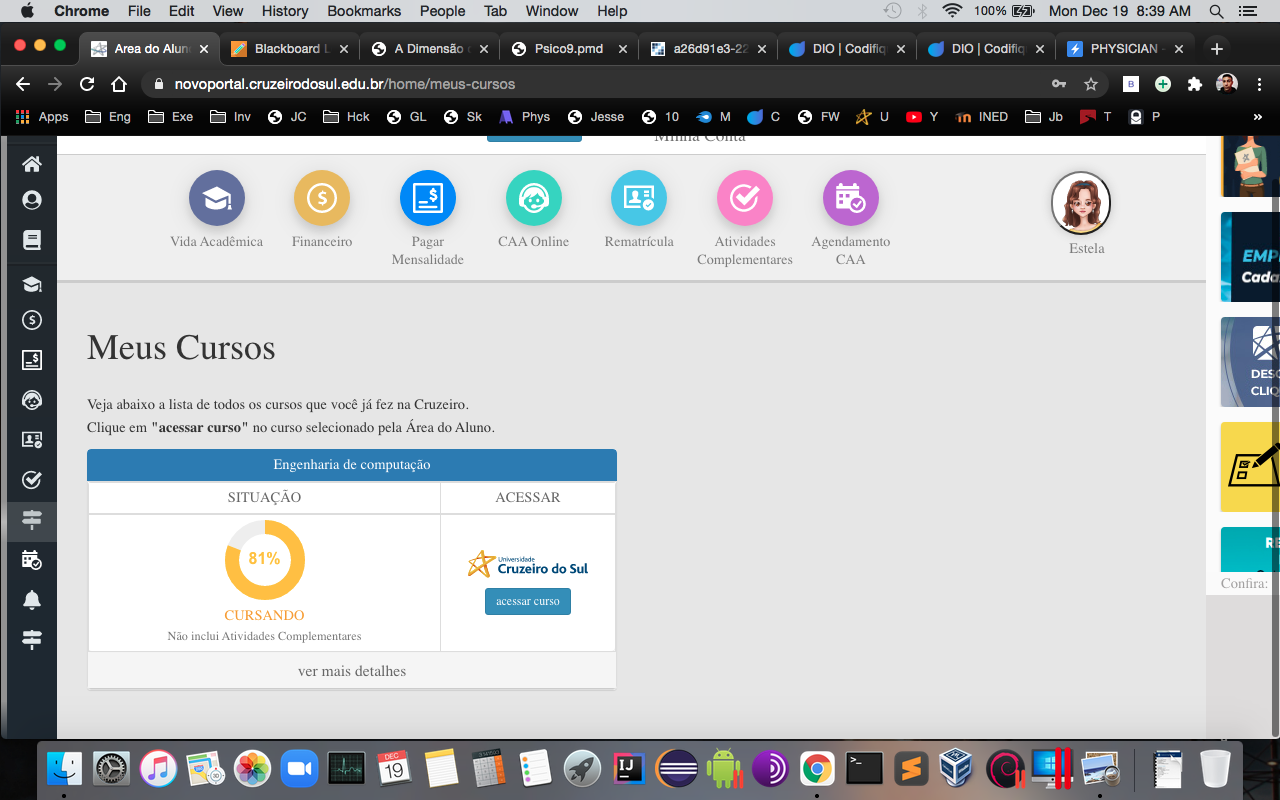 Chrome File Edit View History Bookmarks People Tab Window Help 100% Mon Dec 19 8:39 AM
Area do Alun Blackboard L A Dimensão Psico9.pmd a26d91e3-22 DIO | Codifiq DIO | Codifiq PHYSICIAN -
novoportal.cruzeirodosul.edu.br/home/meus-cursos
Apps Eng Exe Inv JC Hck GL Sk Phys Jesse 10 M C FW U Y INED Jb T P »
Minha Conta
Vida Acadêmica Financeiro Pagar CAA Online Rematrícula Atividades Agendamento Estela
Mensalidade Complementares CAA
EMP
Cada
DESC
CLIQ
Meus Cursos
Veja abaixo a lista de todos os cursos que você já fez na Cruzeiro.
Clique em "acessar curso" no curso selecionado pela Área do Aluno.
Engenharia de computação
SITUAÇÃO ACESSAR
81%
Universidade
Cruzeiro do Sul
acessar curso
CURSANDO
Não inclui Atividades Complementares
ver mais detalhes
RE
Confira:
DEC
19